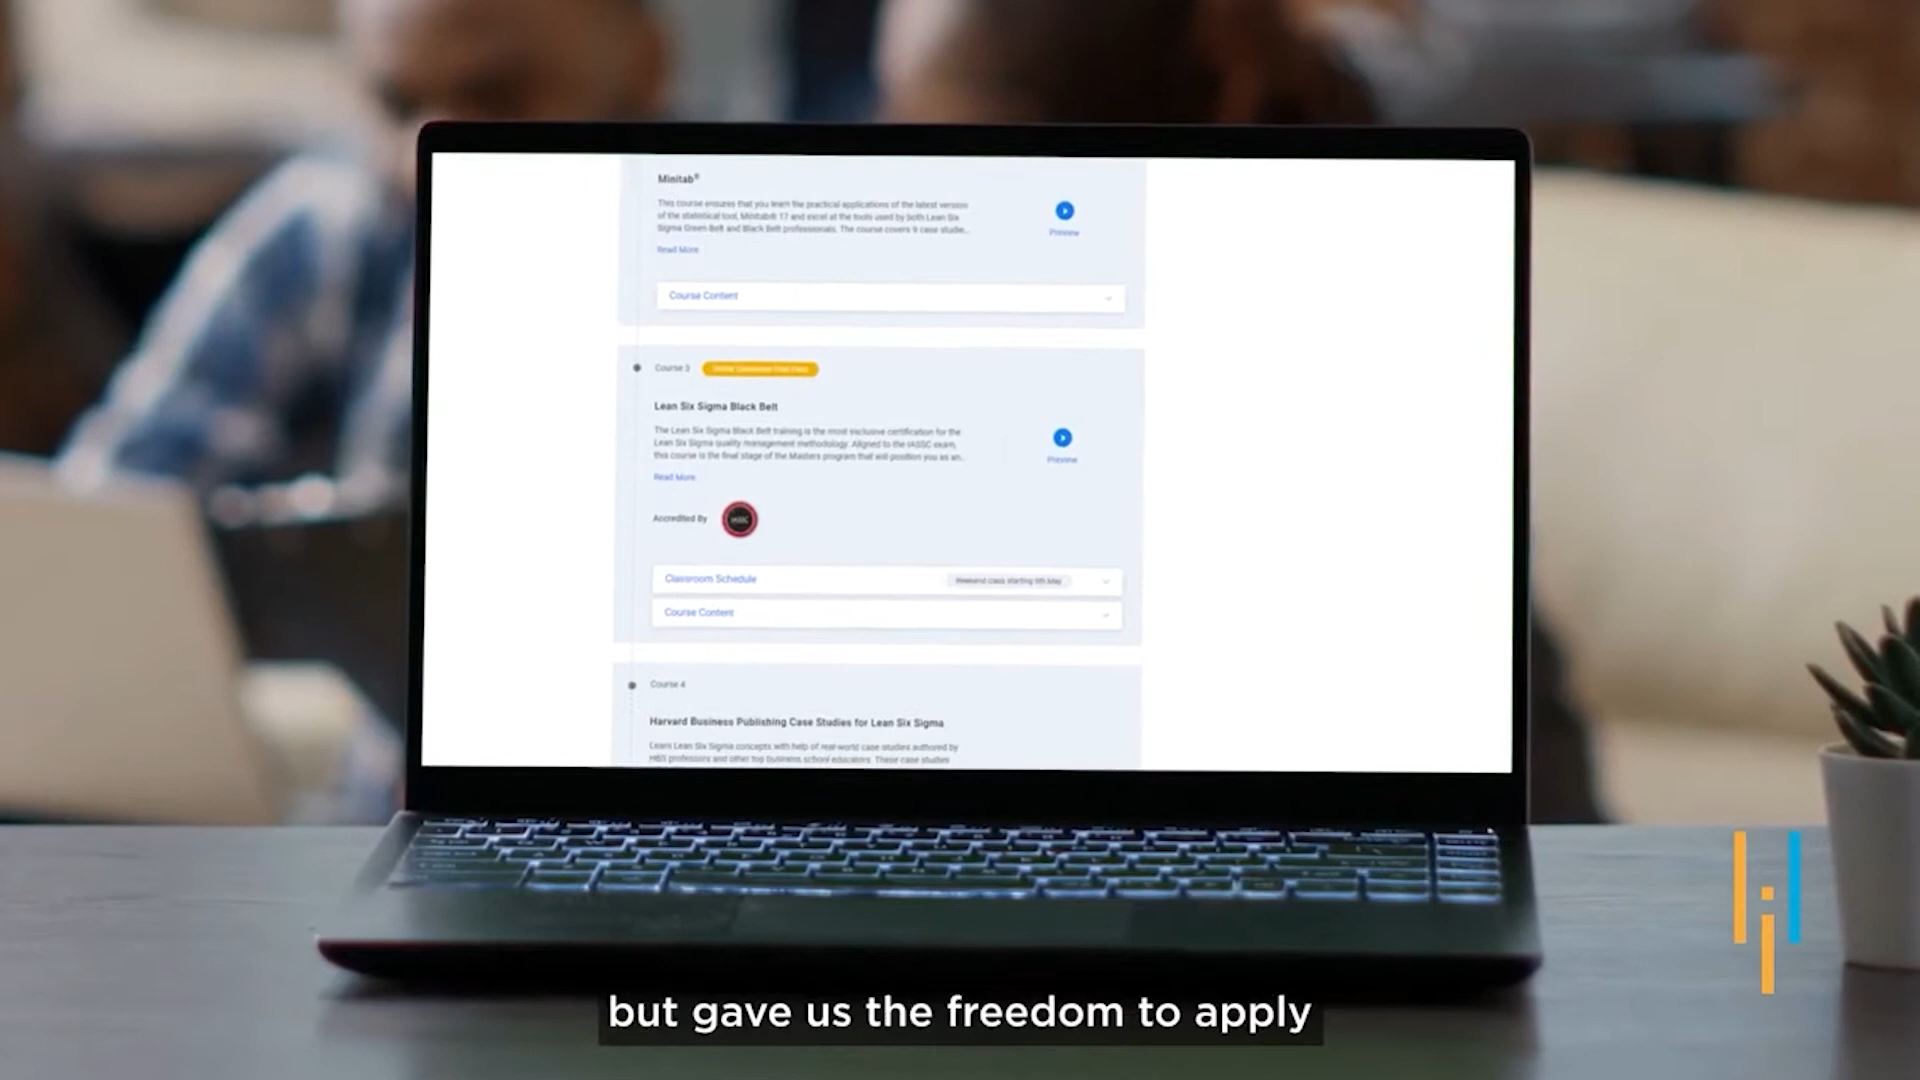 Minitab®
This course ensures that you learn the practical applications of the latest version
of the statistical tool, Minitab® 17 and excel at the tools used by both Lean Six
Sigma Green Belt and Black Belt professionals. The course covers 9 case studie...
Read More
Preview
Course Content
Course 3
Lean Six Sigma Black Belt
The Lean Six Sigma Black Belt training is the most exclusive certification for the
Lean Six Sigma quality management methodology. Aligned to the IASSC exam,
this course is the final stage of the Masters program that will position you as an...
Read More
Preview
Accredited By
IASSC
Classroom Schedule
Weekend class starting 6th May
Course Content
Course 4
Harvard Business Publishing Case Studies for Lean Six Sigma
Learn Lean Six Sigma concepts with help of real-world case studies authored by
HBS professors and other top business school educators. These case studies
but gave us the freedom to apply